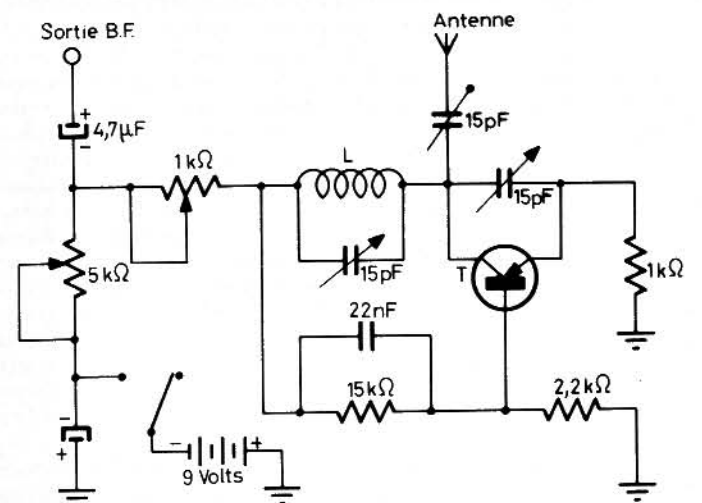 Sortie B.F.
Antenne
+
4,7µF
−
15pF
1kΩ
L
15pF
15pF
5kΩ
T
1kΩ
22nF
15kΩ
2,2kΩ
−
+
−
+
9 Volts